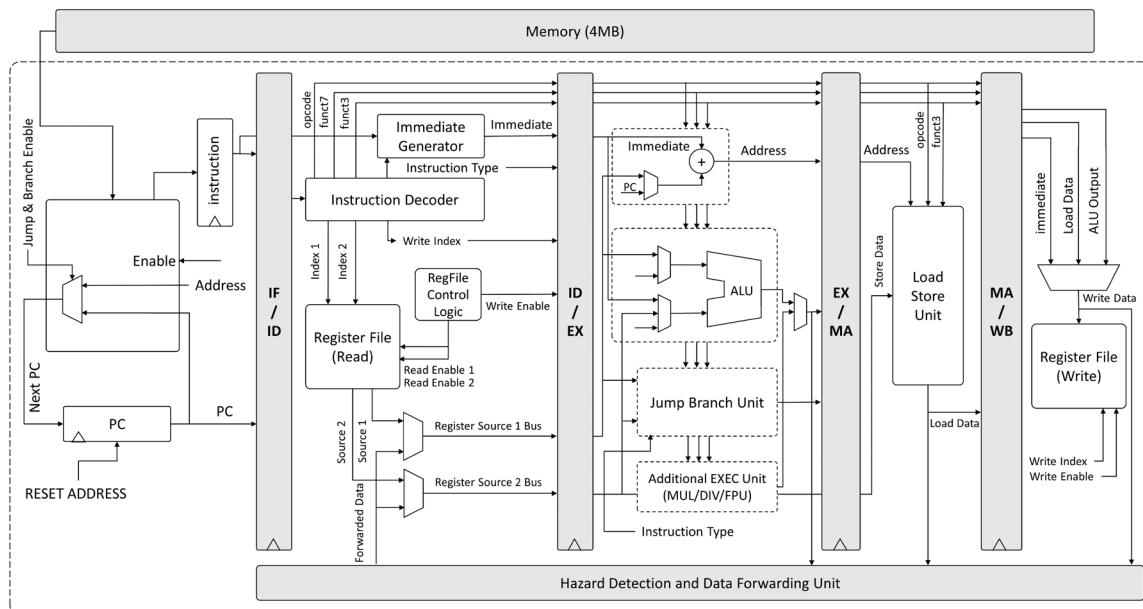 Memory (4MB)
Jump & Branch Enable
instruction
Enable
Address
Next PC
PC
PC
RESET ADDRESS
IF
/
ID
opcode
funct7
funct3
Immediate
Generator
Immediate
Instruction Type
Instruction Decoder
Write Index
Index 1
Index 2
RegFile
Control
Logic
Write Enable
Register File
(Read)
Read Enable 1
Read Enable 2
Source 2
Source 1
Register Source 1 Bus
Register Source 2 Bus
Forwarded Data
ID
/
EX
Immediate
+
PC
Address
ALU
Jump Branch Unit
Additional EXEC Unit
(MUL/DIV/FPU)
Instruction Type
EX
/
MA
Address
opcode
funct3
Store Data
Load
Store
Unit
Load Data
MA
/
WB
immediate
Load Data
ALU Output
Write Data
Register File
(Write)
Write Index
Write Enable
Hazard Detection and Data Forwarding Unit